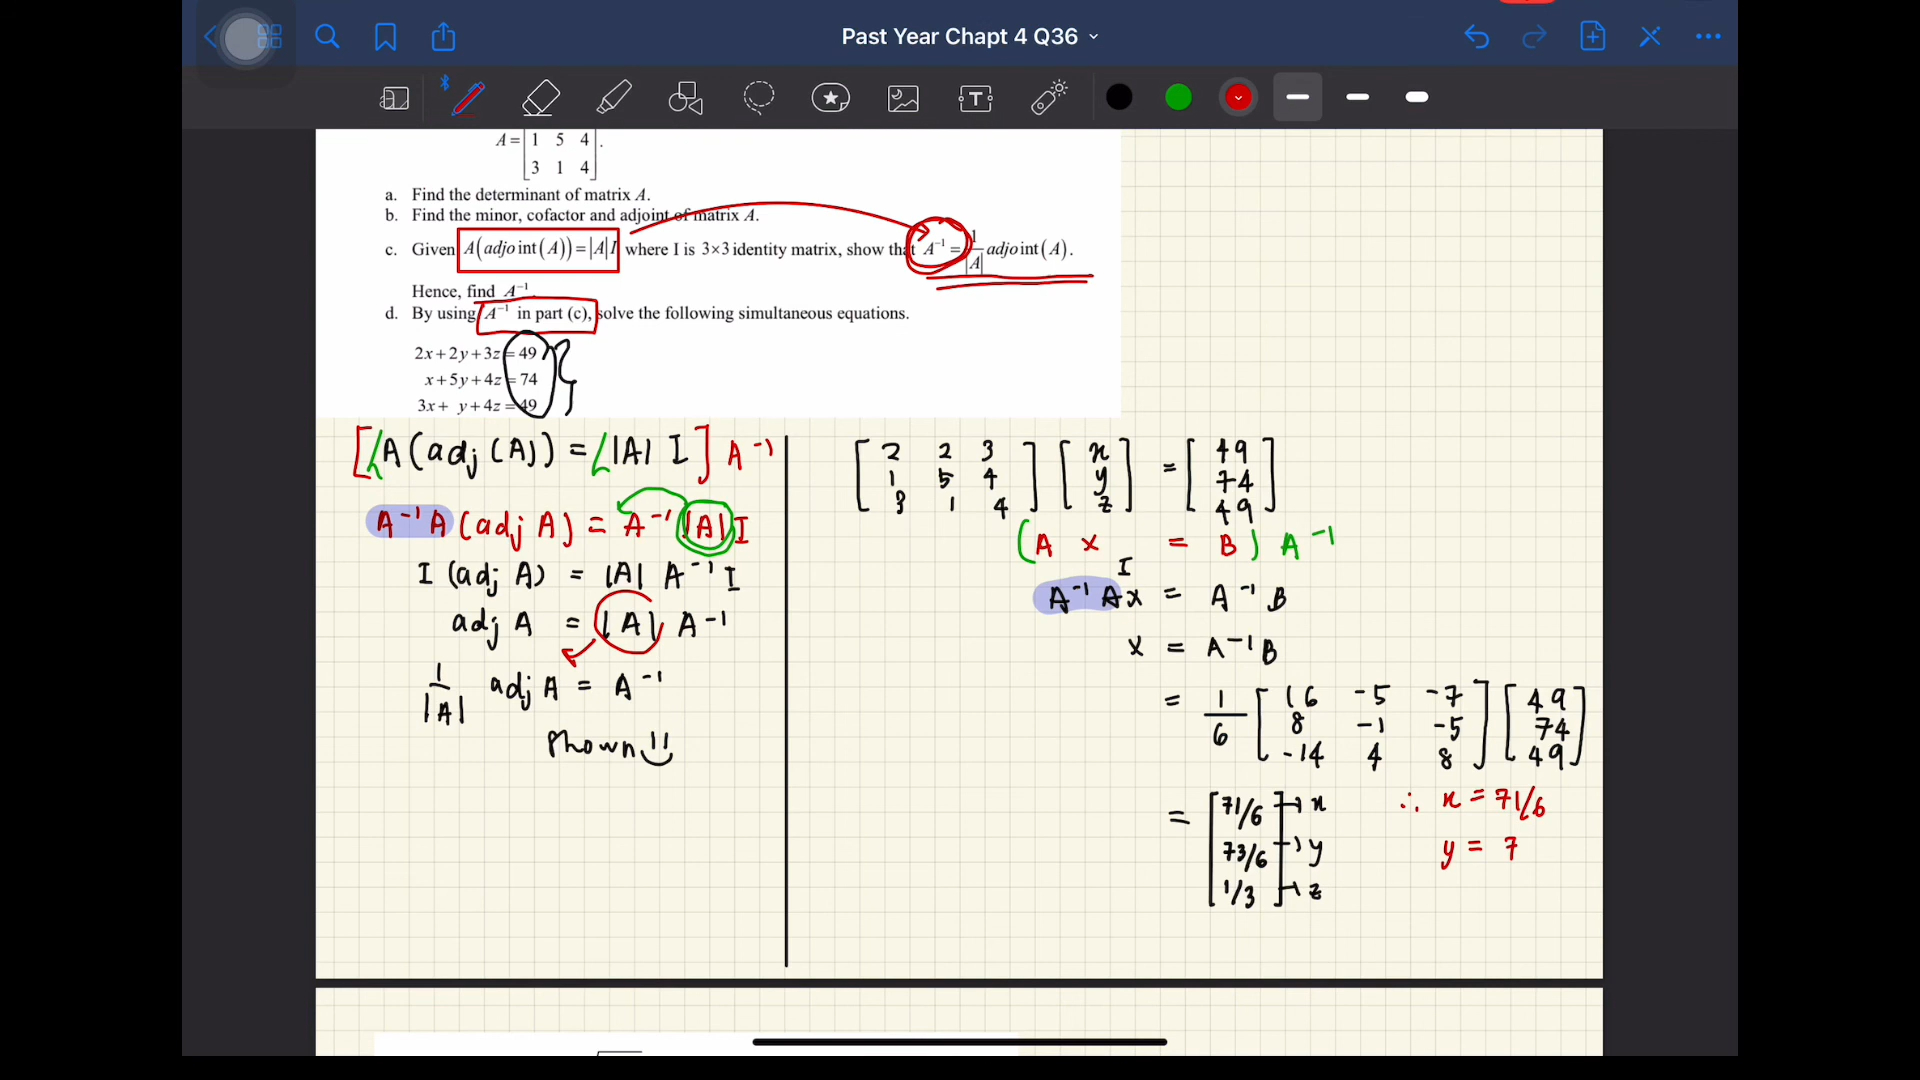 Past Year Chapt 4 Q36
A = [1 5 4]
[3 1 4].
a. Find the determinant of matrix A.
b. Find the minor, cofactor and adjoint of matrix A.
c. Given A(adjoint(A)) = |A|I where I is 3×3 identity matrix, show that A⁻¹ = 1/|A| adjoint(A).
Hence, find A⁻¹.
d. By using A⁻¹ in part (c), solve the following simultaneous equations.
2x + 2y + 3z = 49
x + 5y + 4z = 74
3x + y + 4z = 49
[(A(adj(A)) = (|A| I] A⁻¹
A⁻¹A (adj A) = A⁻¹ |A| I
I (adj A) = |A| A⁻¹ I
adj A = |A| A⁻¹
1/|A| adj A = A⁻¹
shown!!
[2 2 3] [x] = [49]
[1 5 4] [y] [74]
[3 1 4] [z] [49]
(A x = B) A⁻¹
I
A⁻¹ A x = A⁻¹ B
x = A⁻¹ B
= 1/6 [16 -5 -7] [49]
[8 -1 -5] [74]
[-14 4 8] [49]
= [71/6] → x
[73/6] → y
[1/3] → z
∴ x = 71/6
y = 7